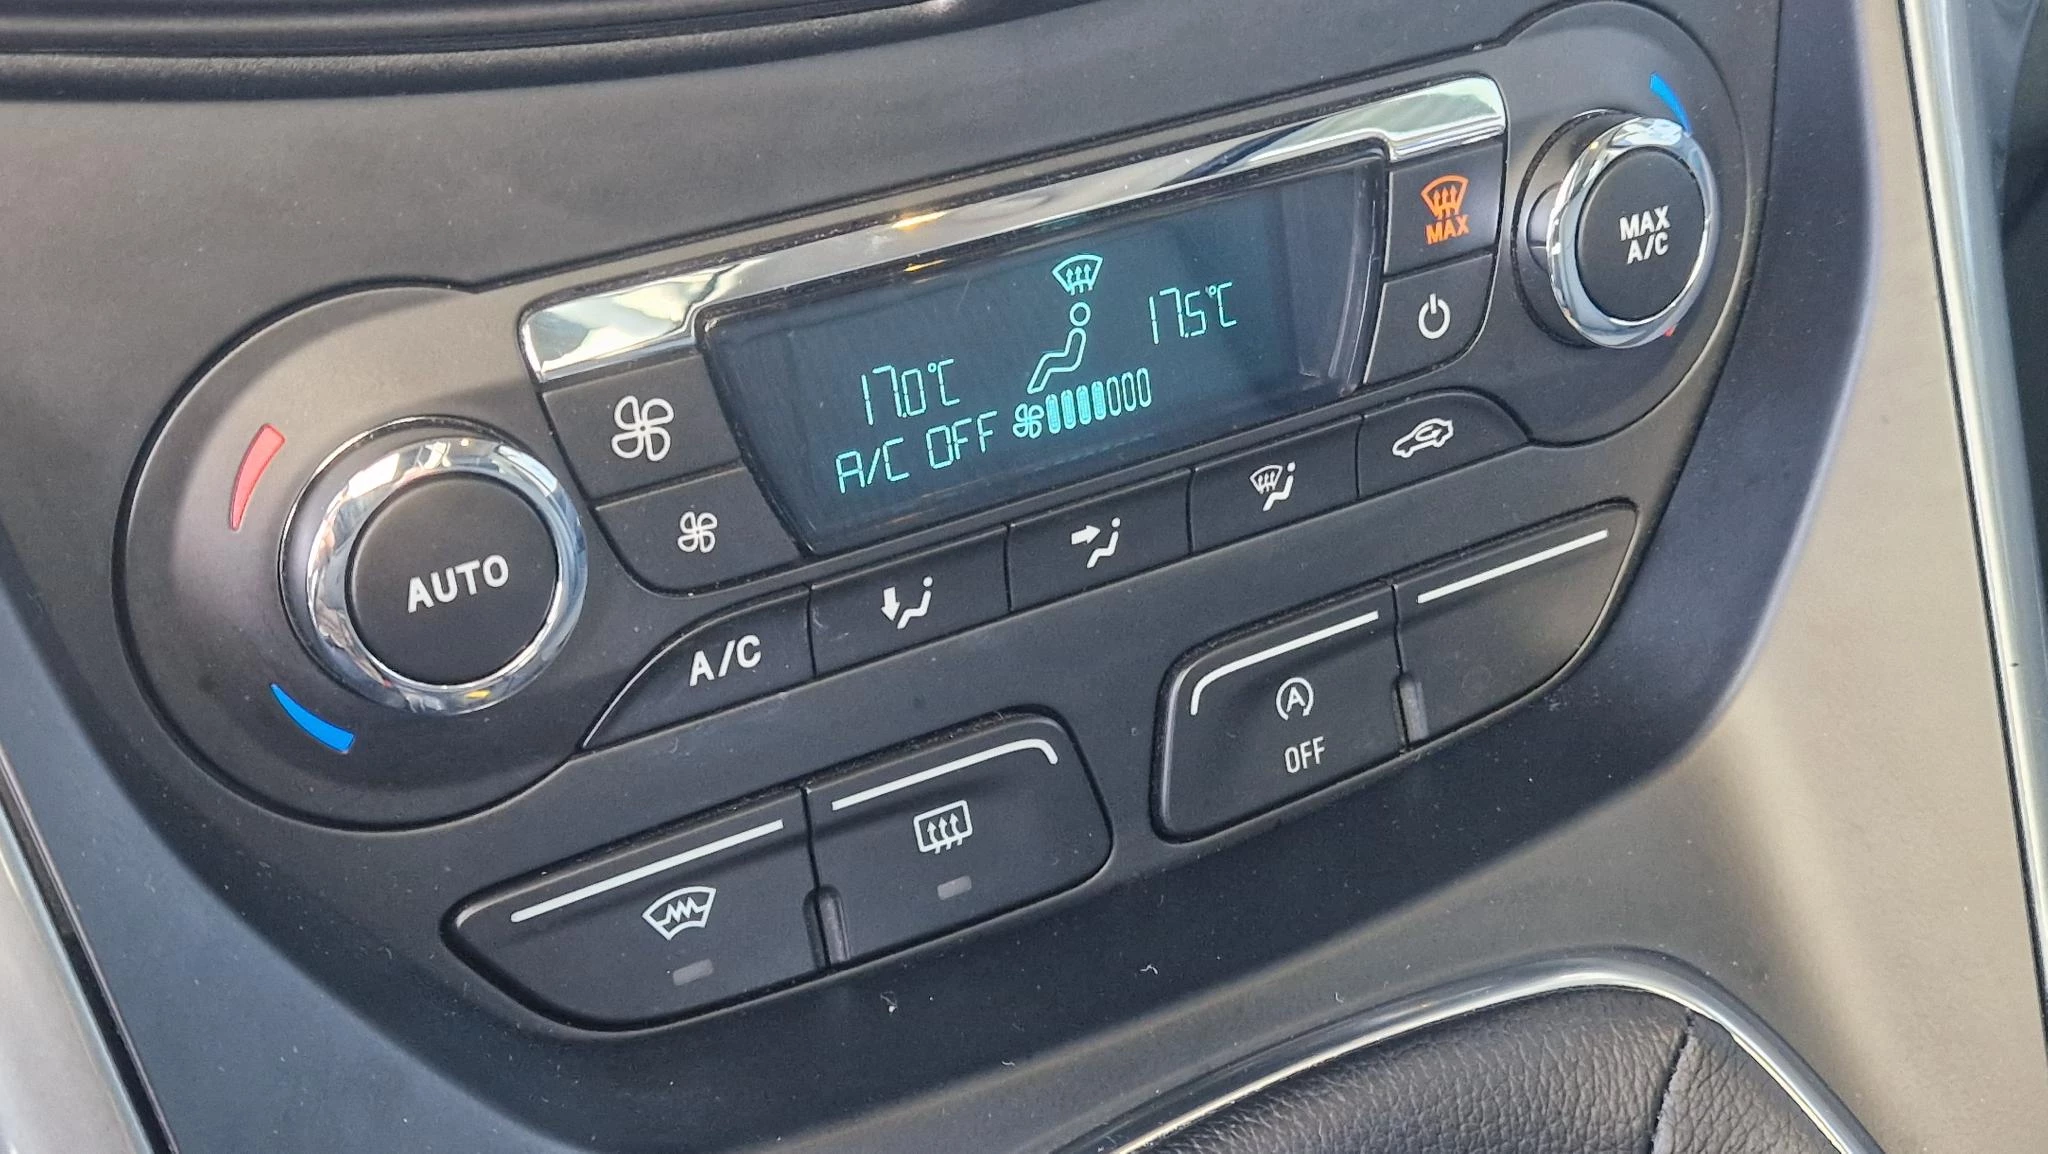 MAX
MAX
A/C
17.0°C
17.5°C
A/C OFF
AUTO
A/C
A
OFF